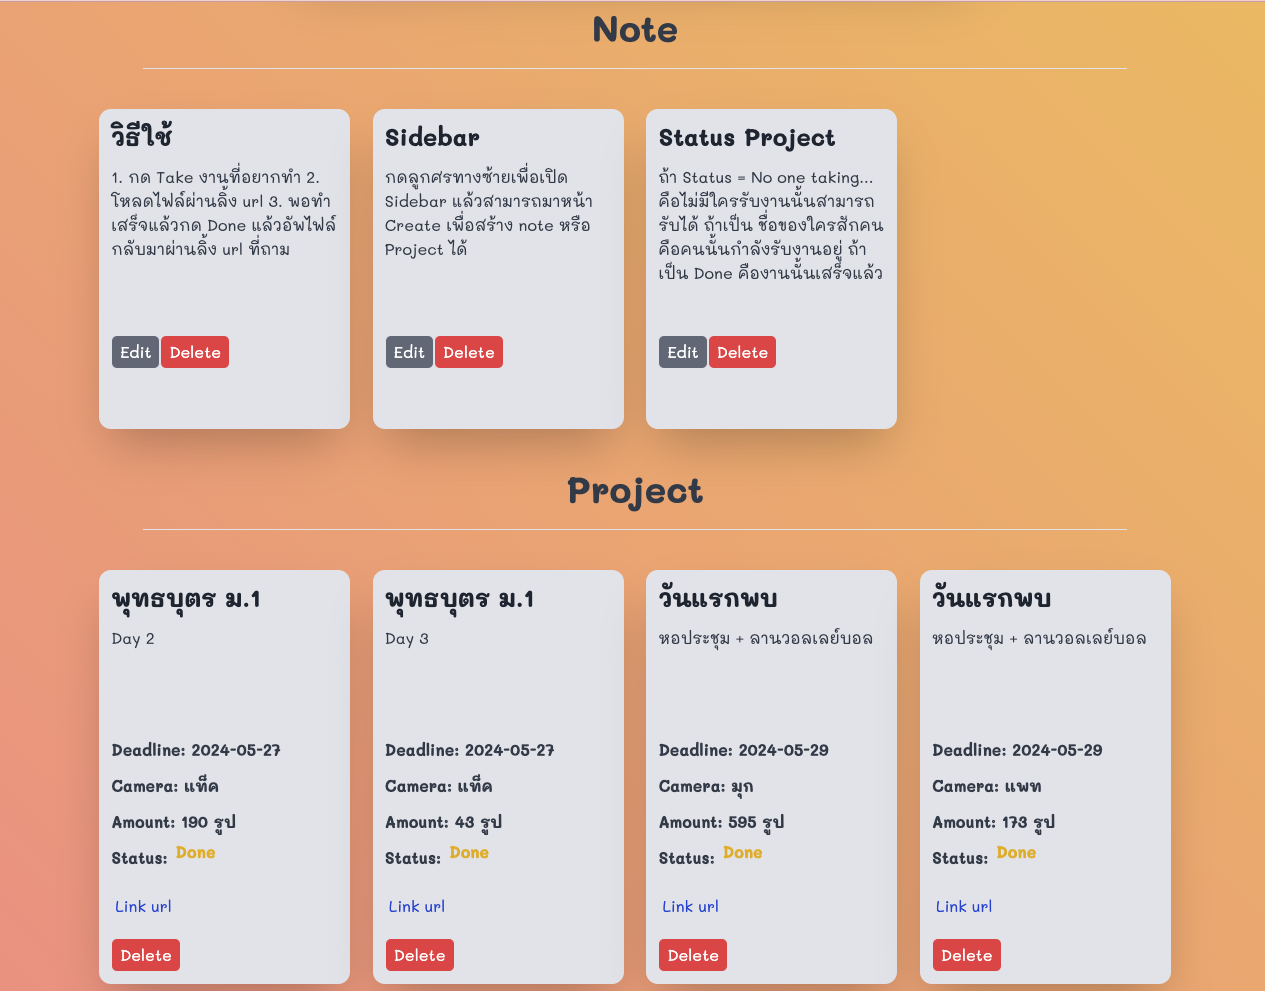 Note
วิธีใช้
1. กด Take งานที่อยากทำ 2.
โหลดไฟล์ผ่านลิ้ง url 3. พอทำ
เสร็จแล้วกด Done แล้วอัพไฟล์
กลับมาผ่านลิ้ง url ที่ถาม
Edit Delete
Sidebar
กดลูกศรทางซ้ายเพื่อเปิด
Sidebar แล้วสามารถมาหน้า
Create เพื่อสร้าง note หรือ
Project ได้
Edit Delete
Status Project
ถ้า Status = No one taking...
คือไม่มีใครรับงานนั้นสามารถ
รับได้ ถ้าเป็น ชื่อของใครสักคน
คือคนนั้นกำลังรับงานอยู่ ถ้า
เป็น Done คืองานนั้นเสร็จแล้ว
Edit Delete
Project
พุทธบุตร ม.1
Day 2
Deadline: 2024-05-27
Camera: แท็ค
Amount: 190 รูป
Status: Done
Link url
Delete
พุทธบุตร ม.1
Day 3
Deadline: 2024-05-27
Camera: แท็ค
Amount: 43 รูป
Status: Done
Link url
Delete
วันแรกพบ
หอประชุม + ลานวอลเลย์บอล
Deadline: 2024-05-29
Camera: มุก
Amount: 595 รูป
Status: Done
Link url
Delete
วันแรกพบ
หอประชุม + ลานวอลเลย์บอล
Deadline: 2024-05-29
Camera: แพท
Amount: 173 รูป
Status: Done
Link url
Delete